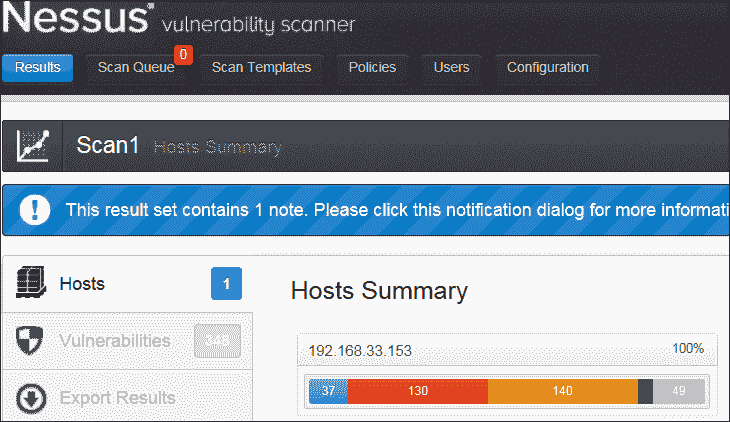 Nessus vulnerability scanner
Results Scan Queue 0 Scan Templates Policies Users Configuration
Scan1 Hosts Summary
This result set contains 1 note. Please click this notification dialog for more informati
Hosts 1
Hosts Summary
Vulnerabilities 348
192.168.33.153 100%
37 130 140 49
Export Results